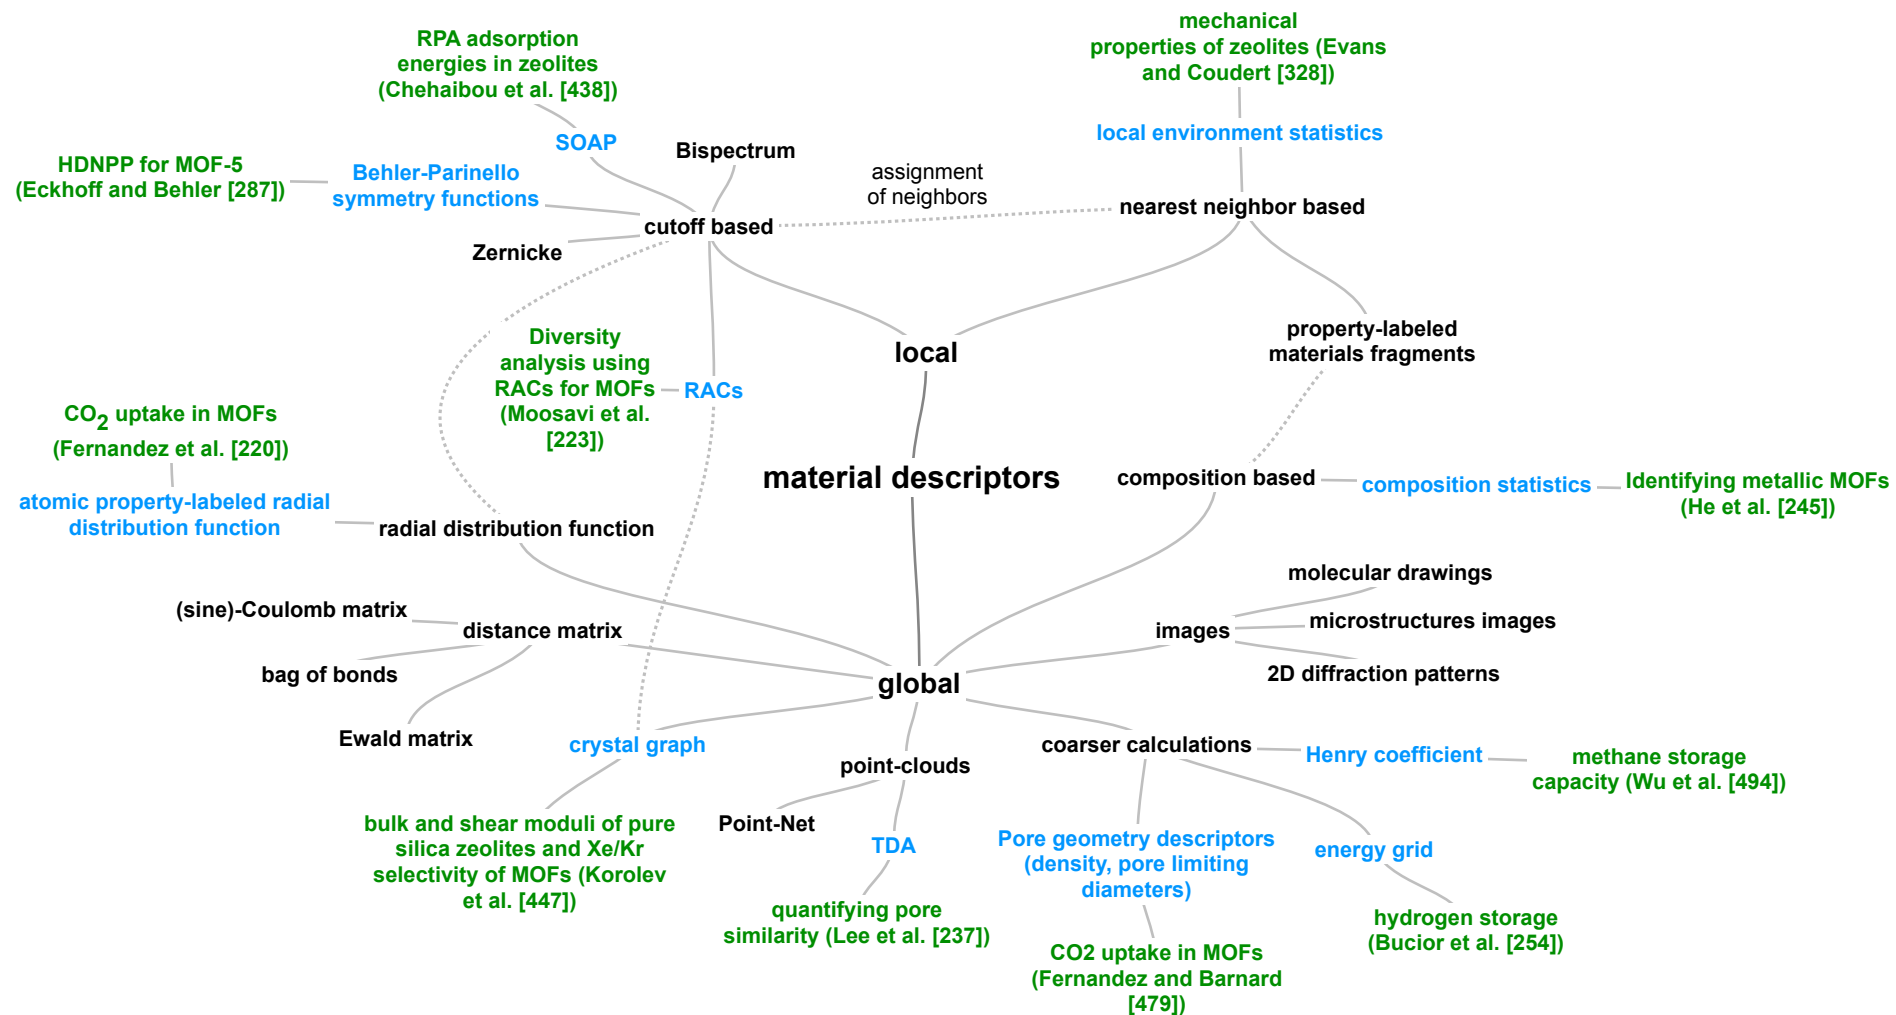 mechanical
properties of zeolites (Evans
and Coudert [328])
RPA adsorption
energies in zeolites
(Chehaibou et al. [438])
local environment statistics
SOAP
Bispectrum
HDNPP for MOF-5
(Eckhoff and Behler [287])
Behler-Parinello
symmetry functions
assignment
of neighbors
nearest neighbor based
cutoff based
Zernicke
property-labeled
materials fragments
Diversity
analysis using
RACs for MOFs
(Moosavi et al.
[223])
RACs
local
CO2 uptake in MOFs
(Fernandez et al. [220])
material descriptors
composition based
composition statistics
Identifying metallic MOFs
(He et al. [245])
atomic property-labeled radial
distribution function
radial distribution function
molecular drawings
(sine)-Coulomb matrix
distance matrix
images
microstructures images
bag of bonds
2D diffraction patterns
global
Ewald matrix
crystal graph
point-clouds
coarser calculations
Henry coefficient
methane storage
capacity (Wu et al. [494])
bulk and shear moduli of pure
silica zeolites and Xe/Kr
selectivity of MOFs (Korolev
et al. [447])
Point-Net
TDA
Pore geometry descriptors
(density, pore limiting
diameters)
energy grid
quantifying pore
similarity (Lee et al. [237])
hydrogen storage
(Bucior et al. [254])
CO2 uptake in MOFs
(Fernandez and Barnard
[479])